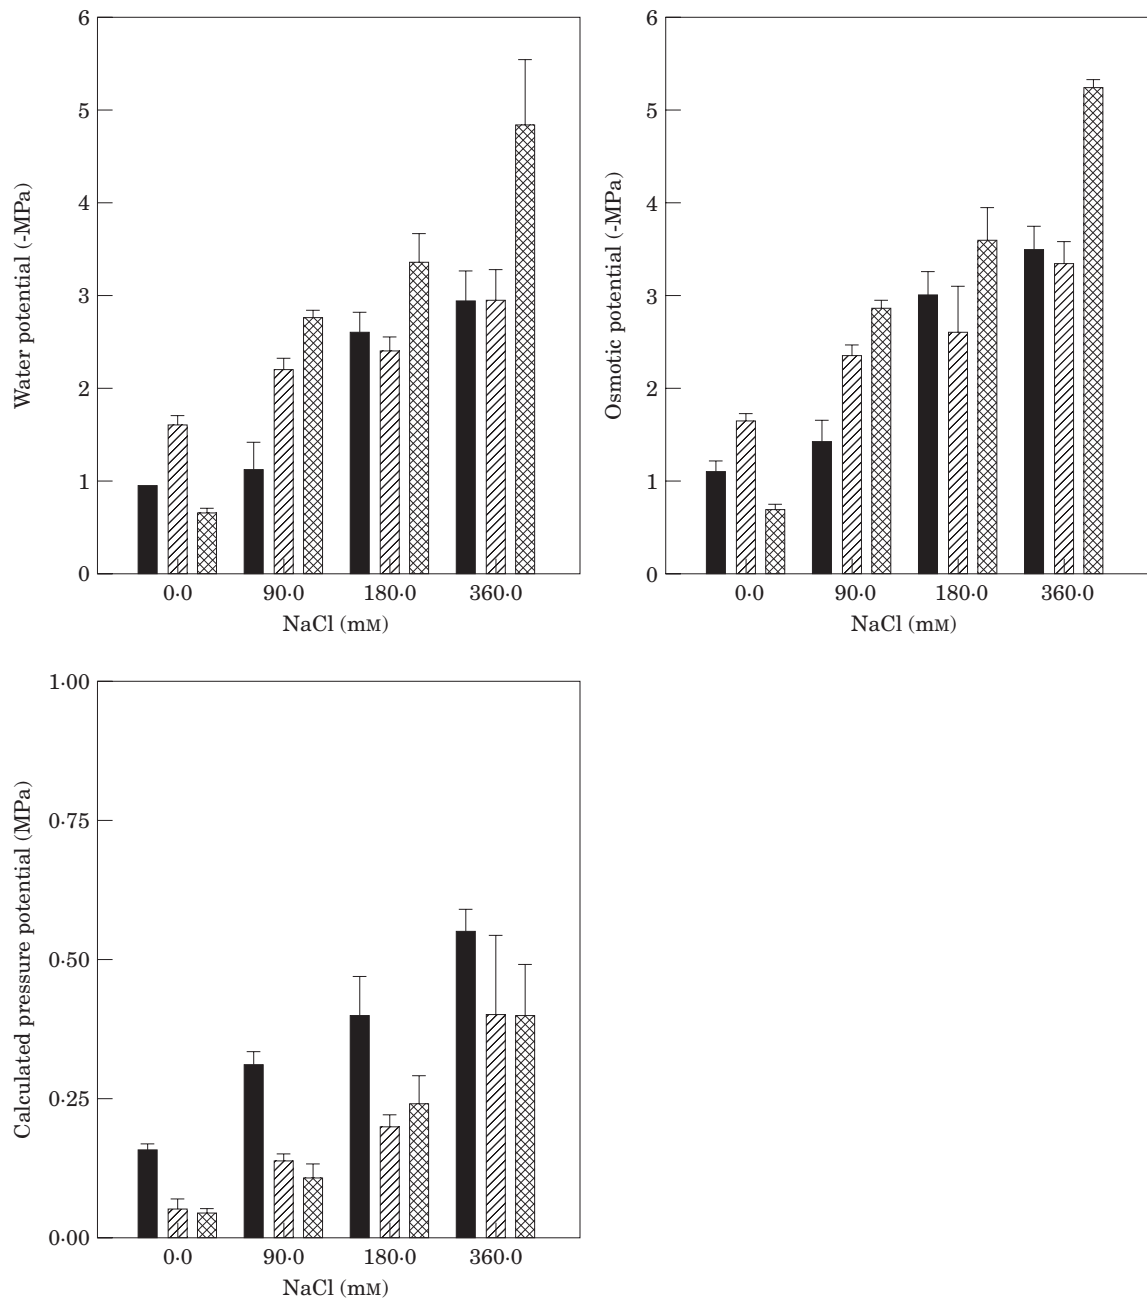 6
5
4
3
2
1
0
Water potential (-MPa)
0·0 90·0 180·0 360·0
NaCl (mM)
6
5
4
3
2
1
0
Osmotic potential (-MPa)
0·0 90·0 180·0 360·0
NaCl (mM)
1·00
0·75
0·50
0·25
0·00
Calculated pressure potential (MPa)
0·0 90·0 180·0 360·0
NaCl (mM)